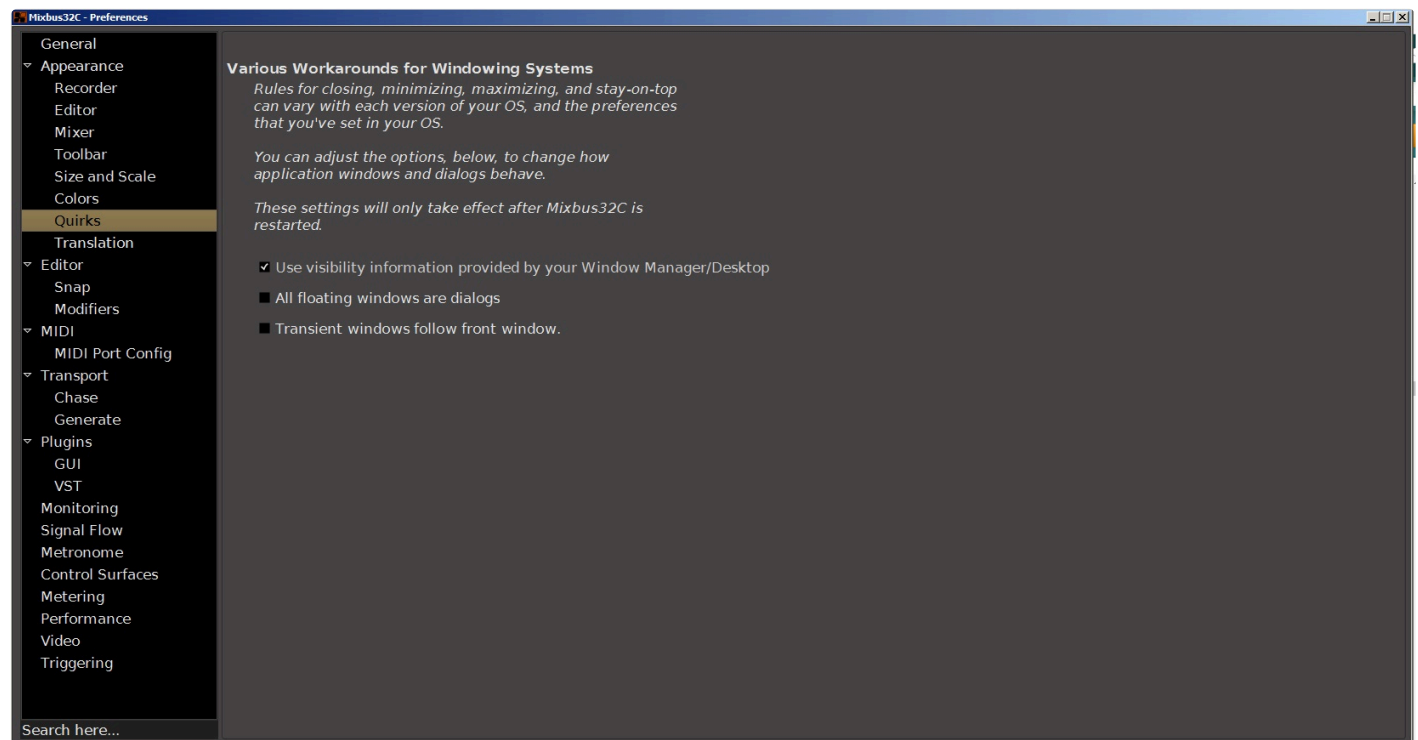 Mixbus32C - Preferences
General
Appearance
Recorder
Editor
Mixer
Toolbar
Size and Scale
Colors
Quirks
Translation
Editor
Snap
Modifiers
MIDI
MIDI Port Config
Transport
Chase
Generate
Plugins
GUI
VST
Monitoring
Signal Flow
Metronome
Control Surfaces
Metering
Performance
Video
Triggering
Search here...
Various Workarounds for Windowing Systems
Rules for closing, minimizing, maximizing, and stay-on-top
can vary with each version of your OS, and the preferences
that you've set in your OS.
You can adjust the options, below, to change how
application windows and dialogs behave.
These settings will only take effect after Mixbus32C is
restarted.
Use visibility information provided by your Window Manager/Desktop
All floating windows are dialogs
Transient windows follow front window.